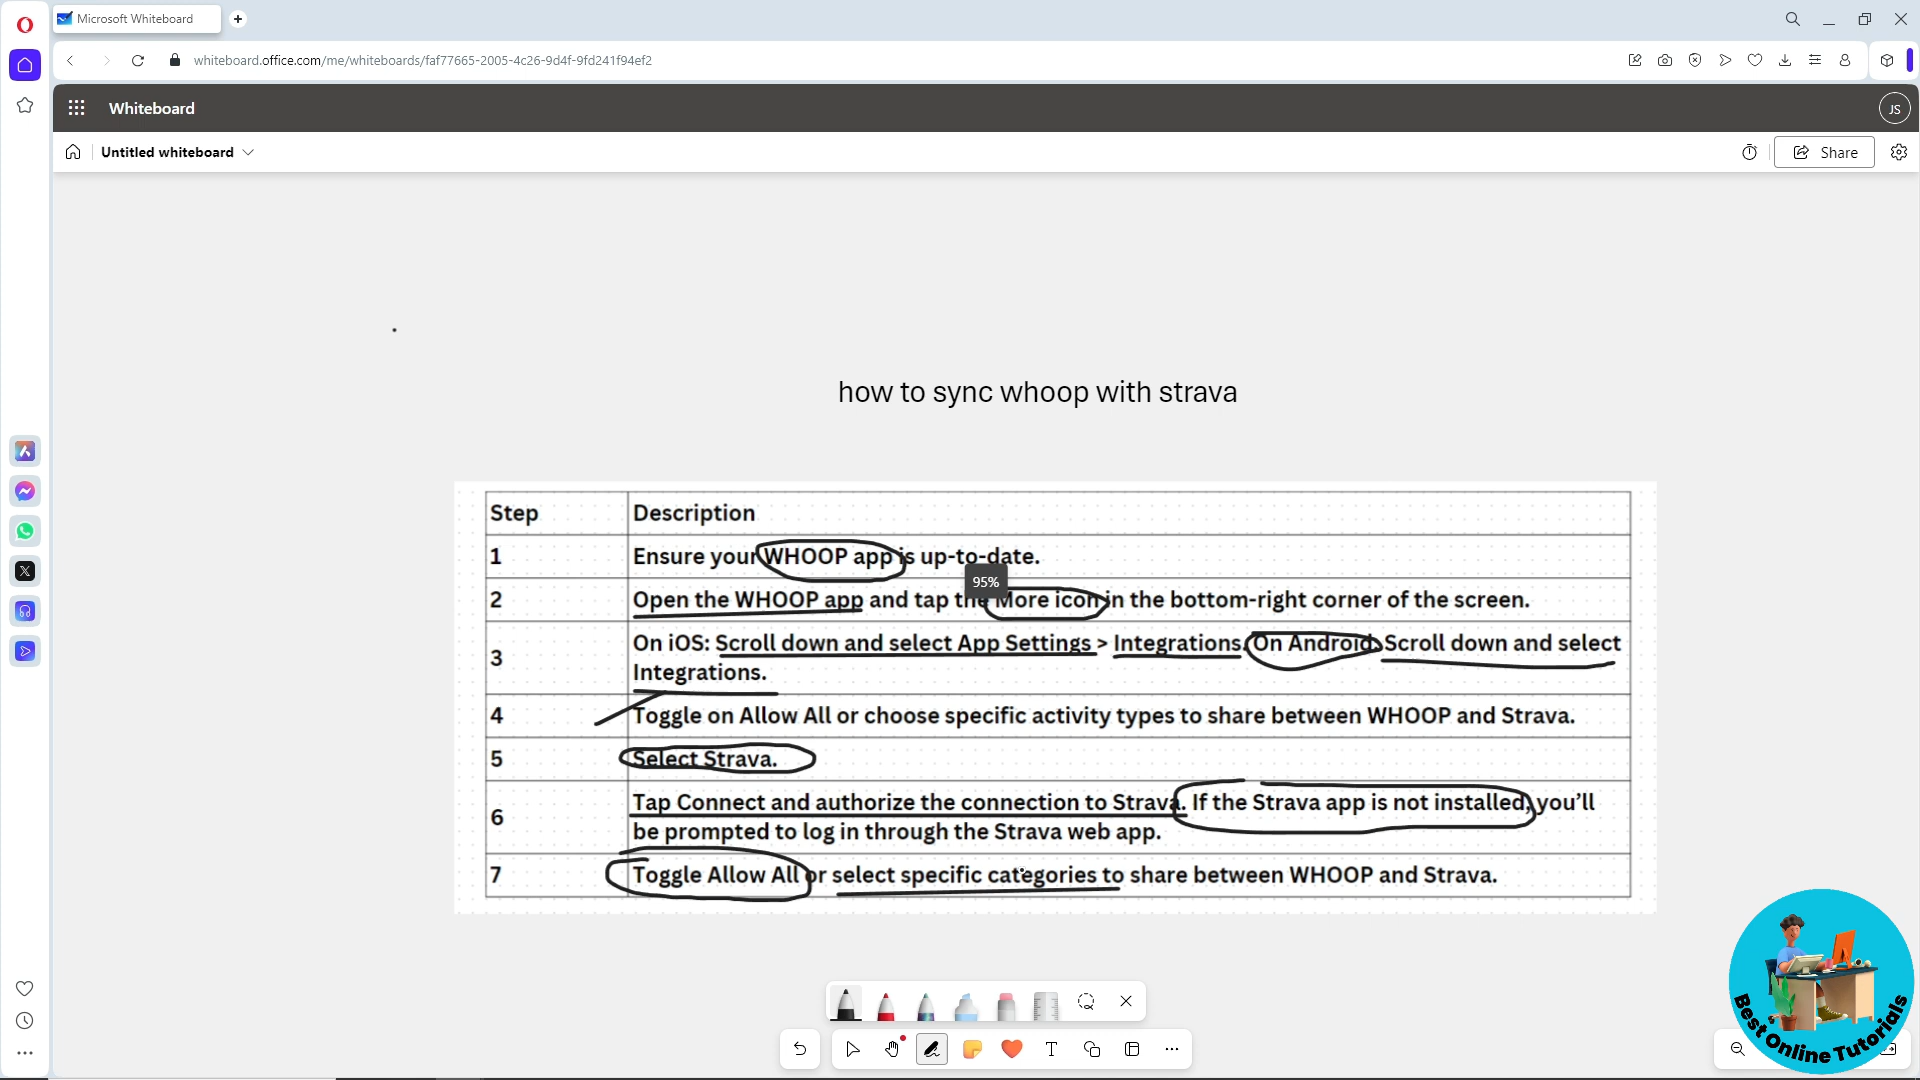 Microsoft Whiteboard
whiteboard.office.com/me/whiteboards/faf77665-2005-4c26-9d4f-9fd241f94ef2
Whiteboard
JS
Untitled whiteboard
Share
how to sync whoop with strava
Step Description
1 Ensure your WHOOP app is up-to-date.
95%
2 Open the WHOOP app and tap the More icon in the bottom-right corner of the screen.
3 On iOS: Scroll down and select App Settings > Integrations. On Android: Scroll down and select
Integrations.
4 Toggle on Allow All or choose specific activity types to share between WHOOP and Strava.
5 Select Strava.
6 Tap Connect and authorize the connection to Strava. If the Strava app is not installed, you’ll
be prompted to log in through the Strava web app.
7 Toggle Allow All or select specific categories to share between WHOOP and Strava.
Best Online Tutorials